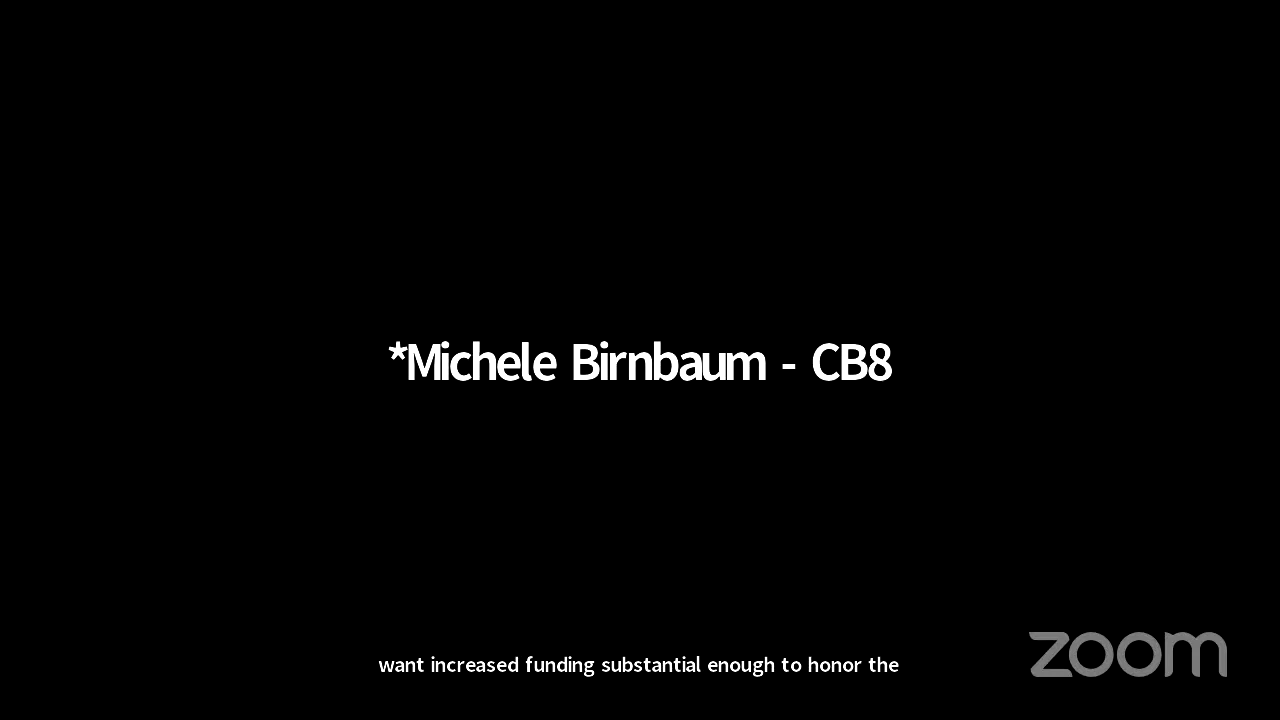 *Michele Birnbaum - CB8
want increased funding substantial enough to honor the
zoom